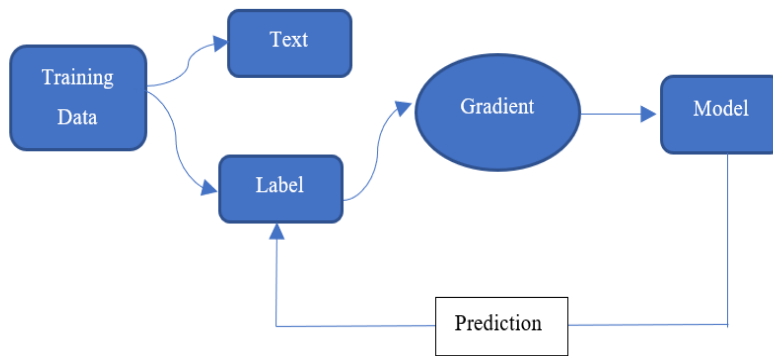 Training
Data
Text
Label
Gradient
Model
Prediction